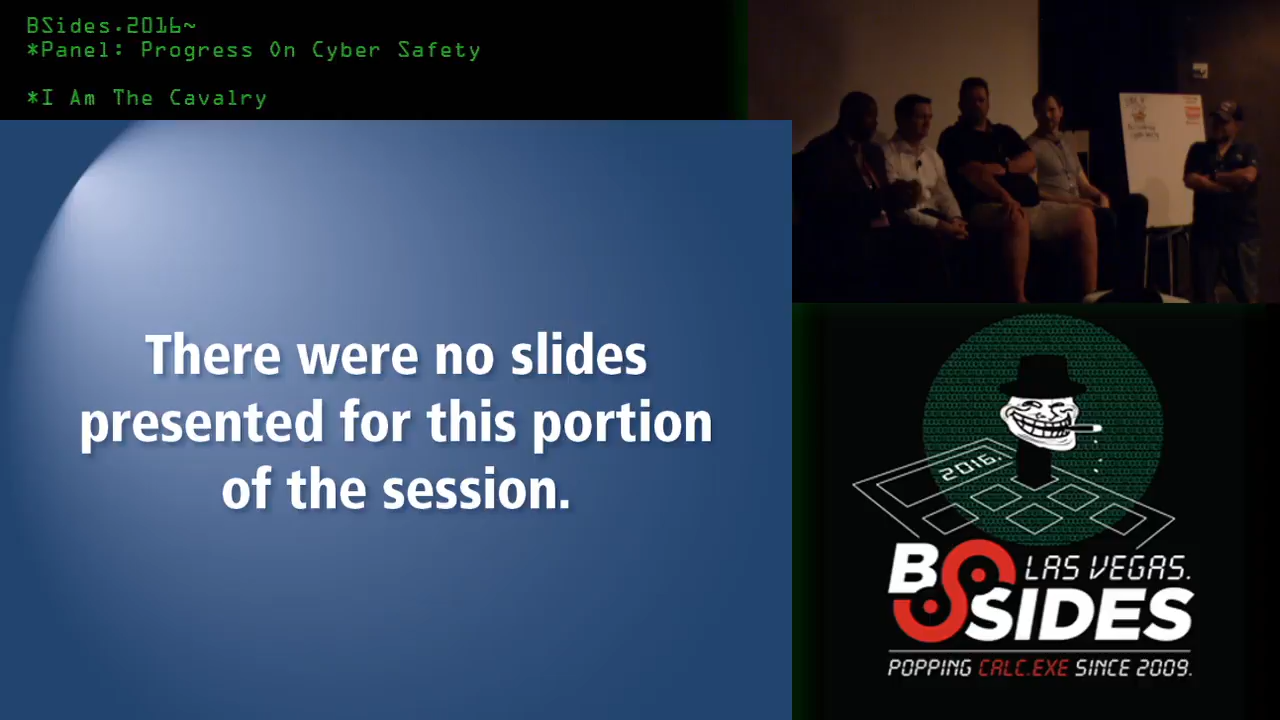 BSides.2016~
*Panel: Progress On Cyber Safety
*I Am The Cavalry
There were no slides
presented for this portion
of the session.
2016.
BSIDES
LAS VEGAS.
POPPING CALC.EXE SINCE 2009.